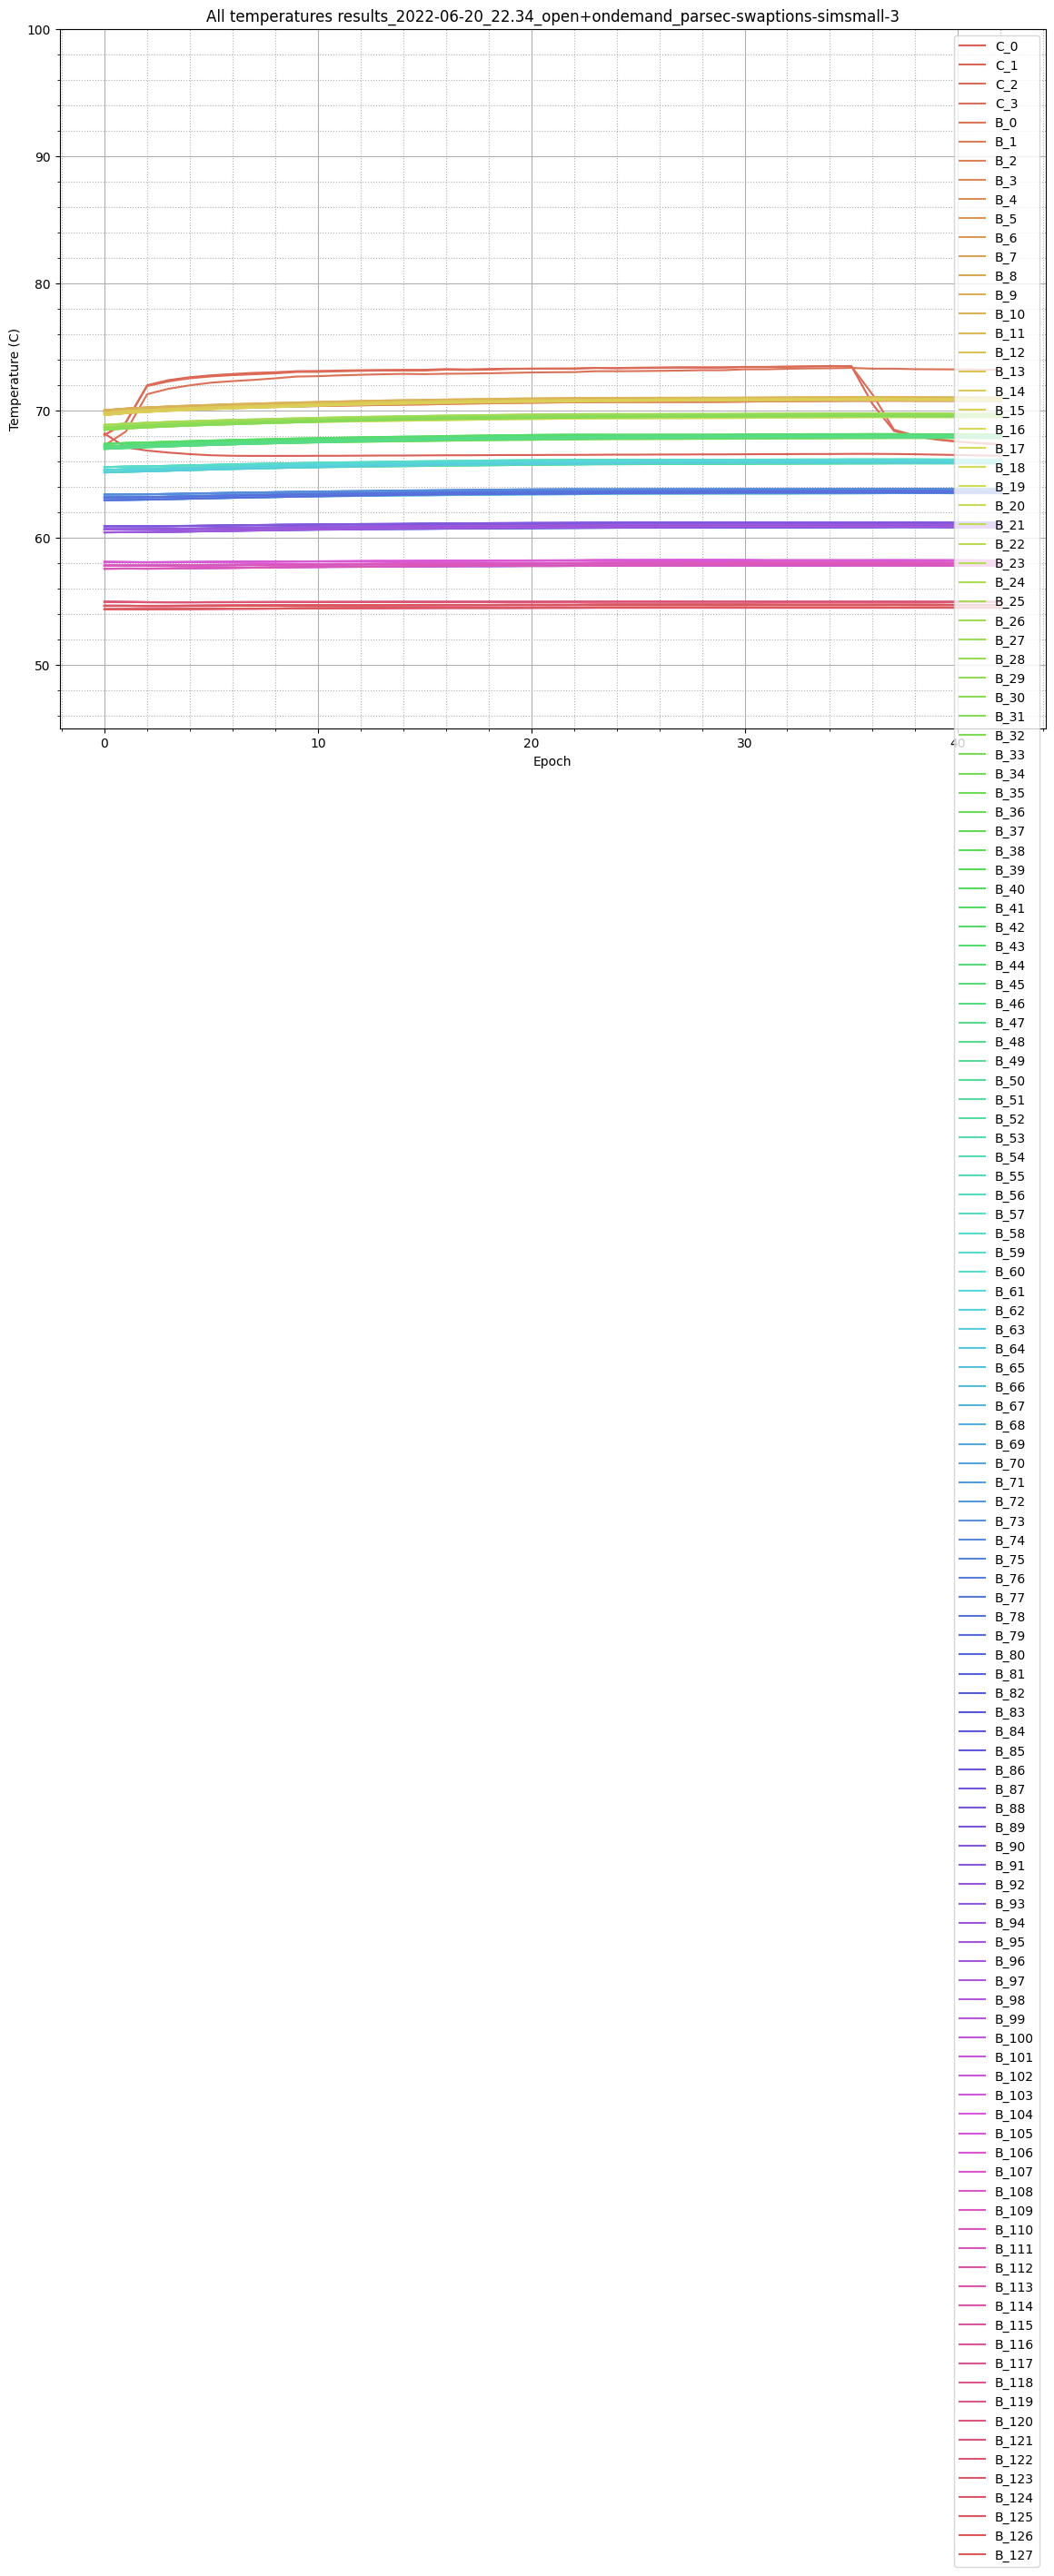 All temperatures results_2022-06-20_22.34_open+ondemand_parsec-swaptions-simsmall-3
100
90
80
70
60
50
Temperature (C)
0
10
20
30
40
Epoch
C_0
C_1
C_2
C_3
B_0
B_1
B_2
B_3
B_4
B_5
B_6
B_7
B_8
B_9
B_10
B_11
B_12
B_13
B_14
B_15
B_16
B_17
B_18
B_19
B_20
B_21
B_22
B_23
B_24
B_25
B_26
B_27
B_28
B_29
B_30
B_31
B_32
B_33
B_34
B_35
B_36
B_37
B_38
B_39
B_40
B_41
B_42
B_43
B_44
B_45
B_46
B_47
B_48
B_49
B_50
B_51
B_52
B_53
B_54
B_55
B_56
B_57
B_58
B_59
B_60
B_61
B_62
B_63
B_64
B_65
B_66
B_67
B_68
B_69
B_70
B_71
B_72
B_73
B_74
B_75
B_76
B_77
B_78
B_79
B_80
B_81
B_82
B_83
B_84
B_85
B_86
B_87
B_88
B_89
B_90
B_91
B_92
B_93
B_94
B_95
B_96
B_97
B_98
B_99
B_100
B_101
B_102
B_103
B_104
B_105
B_106
B_107
B_108
B_109
B_110
B_111
B_112
B_113
B_114
B_115
B_116
B_117
B_118
B_119
B_120
B_121
B_122
B_123
B_124
B_125
B_126
B_127